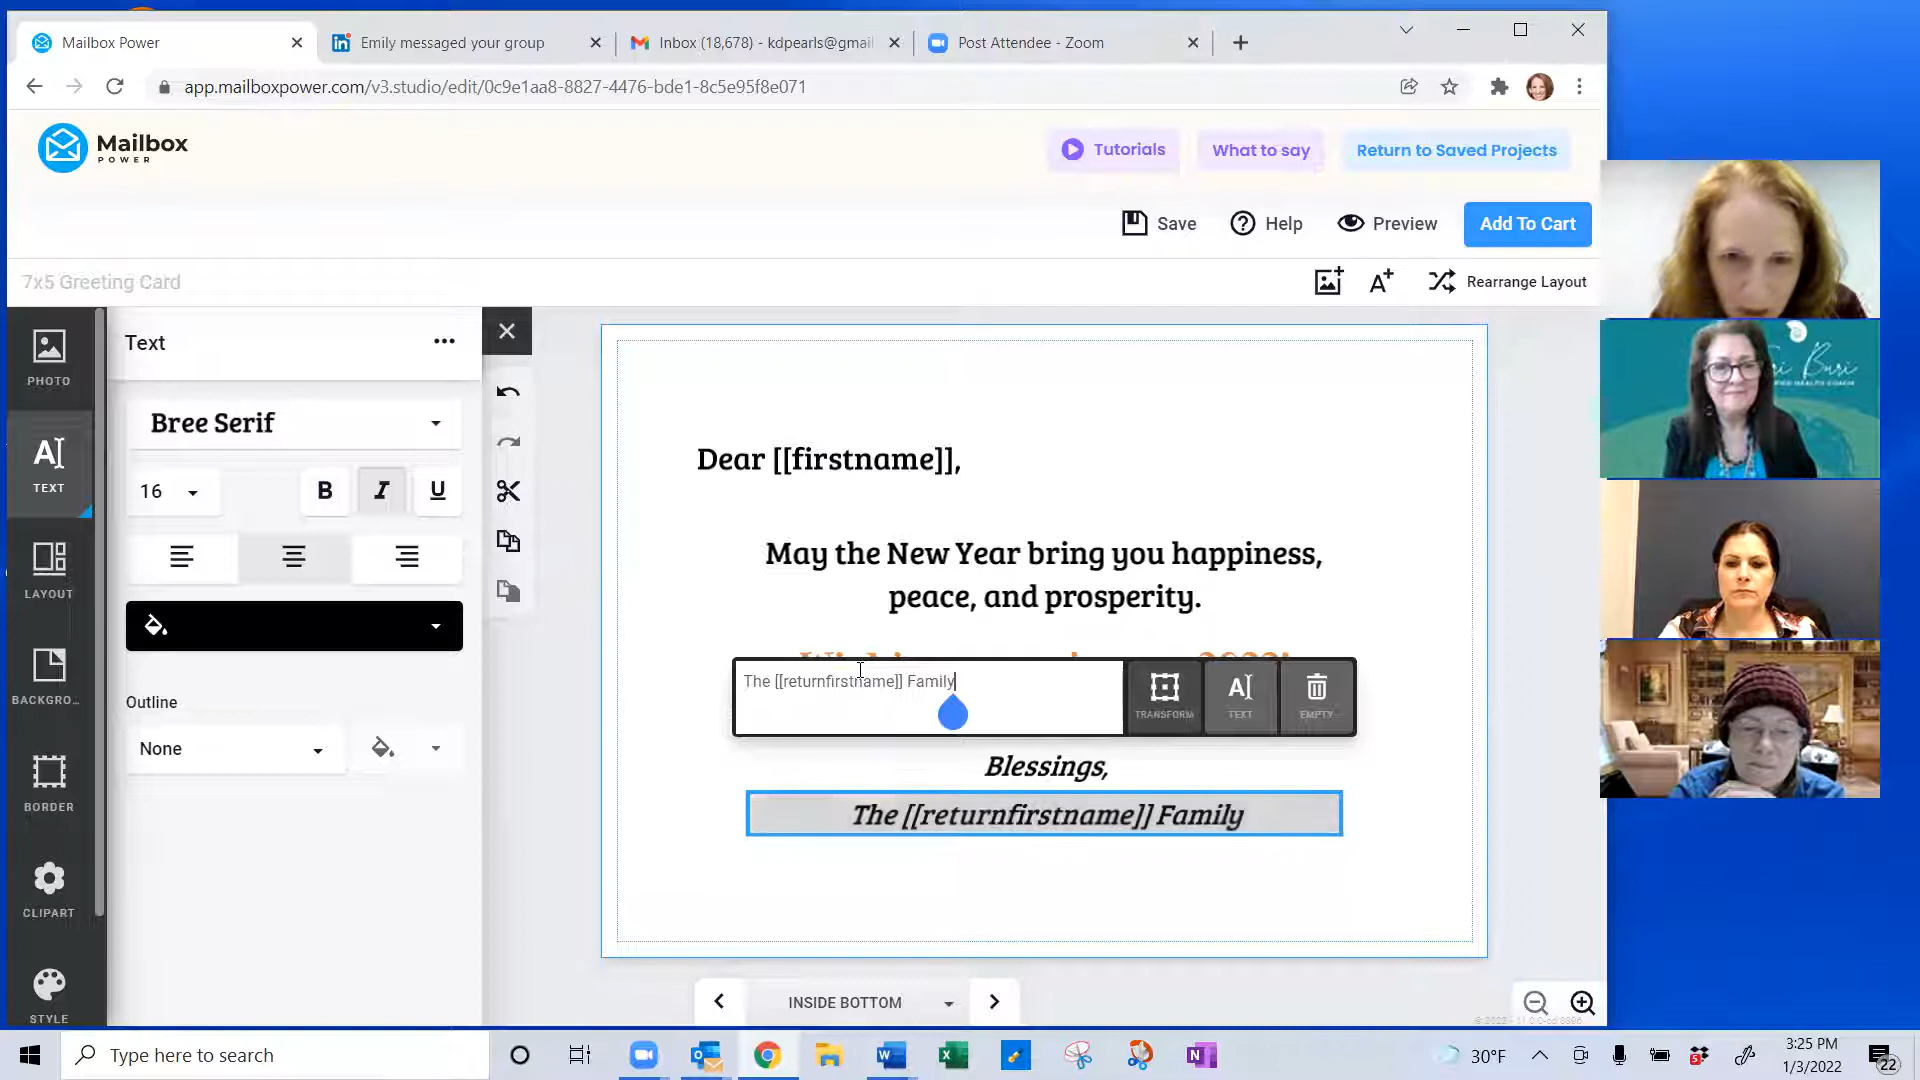 Mailbox Power
Emily messaged your group
Inbox (18,678) - kdpearls@gmai
Post Attendee - Zoom
app.mailboxpower.com/v3.studio/edit/0c9e1aa8-8827-4476-bde1-8c5e95f8e071
Mailbox
POWER
Tutorials
What to say
Return to Saved Projects
Save
Help
Preview
Add To Cart
7x5 Greeting Card
Rearrange Layout
PHOTO
TEXT
LAYOUT
BACKGRO...
BORDER
CLIPART
STYLE
Text
Bree Serif
16
B I U
Outline
None
Dear [[firstname]],
May the New Year bring you happiness,
peace, and prosperity.
The [[returnfirstname]] Family
TRANSFORM
TEXT
EMPTY
Blessings,
The [[returnfirstname]] Family
INSIDE BOTTOM
Type here to search
30°F
3:25 PM
1/3/2022
22